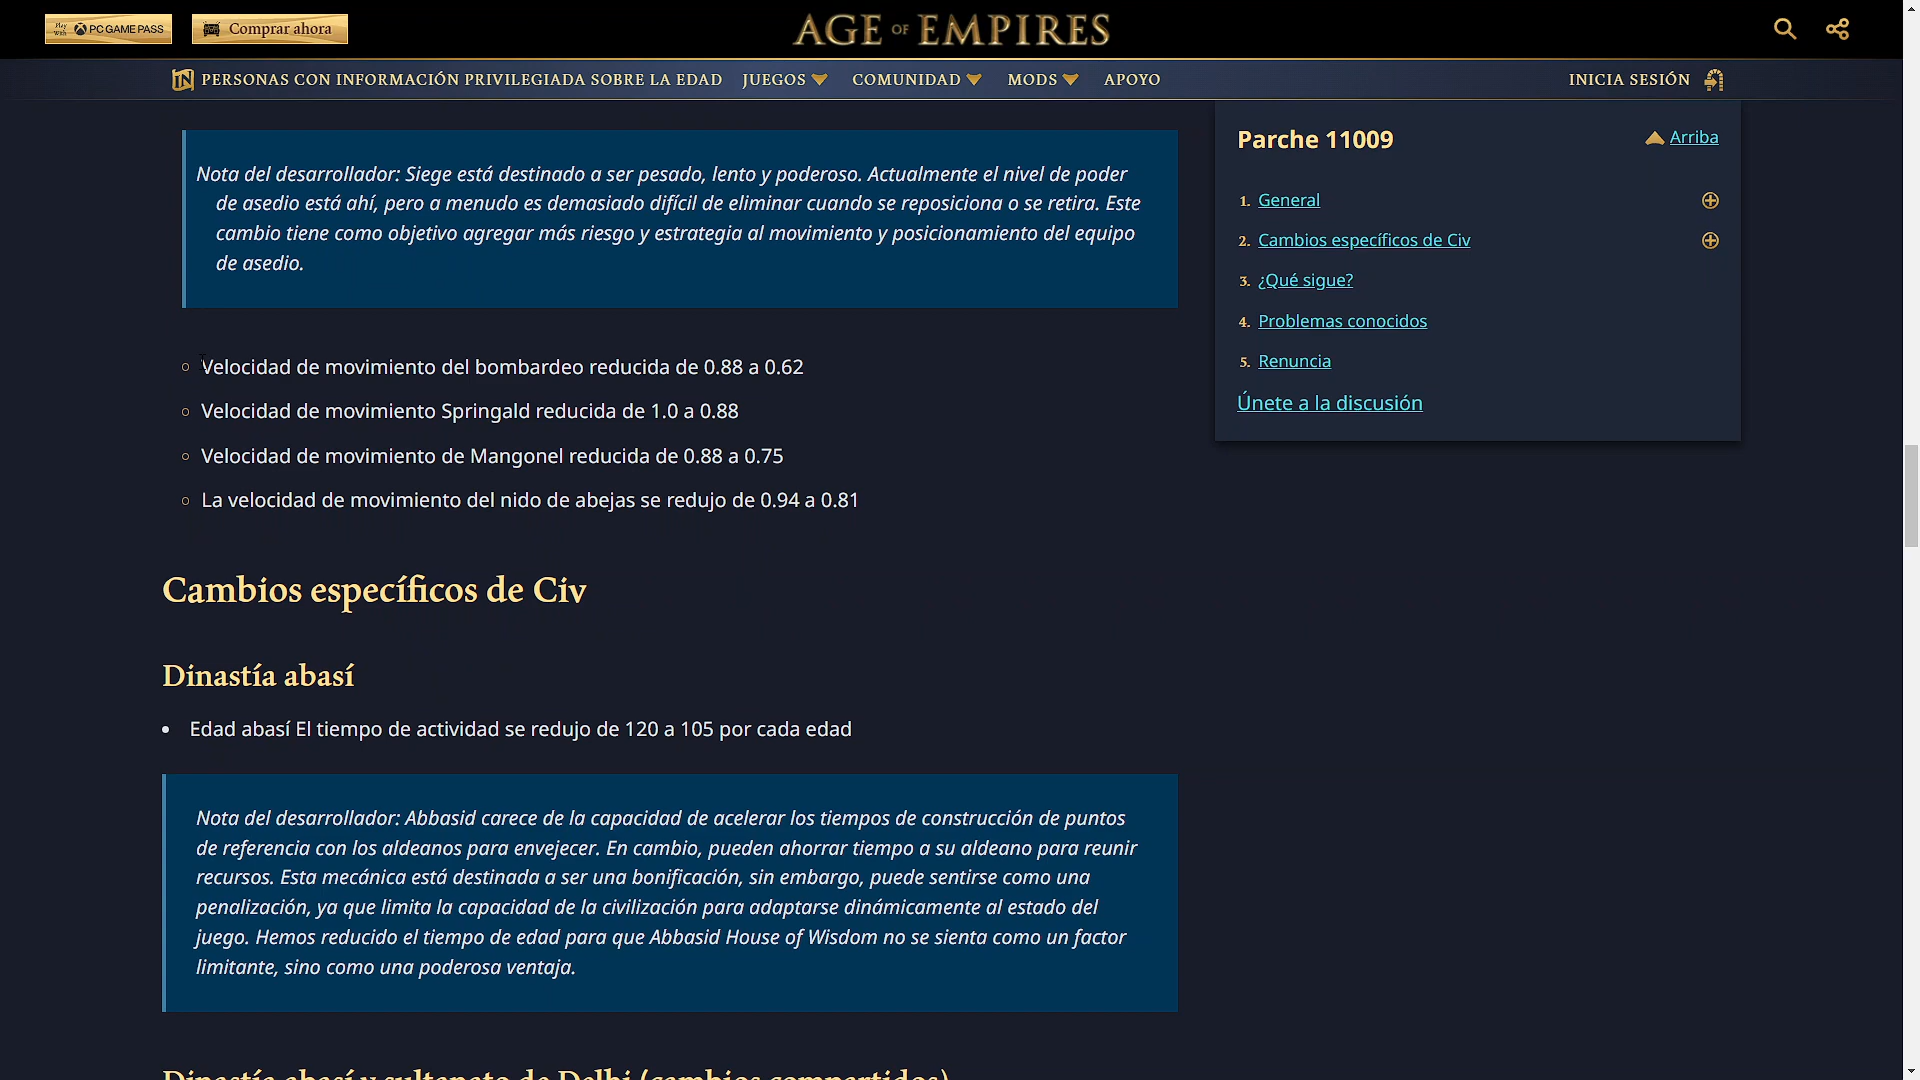 Play With PC GAME PASS
Comprar ahora
AGE OF EMPIRES
PERSONAS CON INFORMACIÓN PRIVILEGIADA SOBRE LA EDAD
JUEGOS
COMUNIDAD
MODS
APOYO
INICIA SESIÓN
Nota del desarrollador: Siege está destinado a ser pesado, lento y poderoso. Actualmente el nivel de poder
de asedio está ahí, pero a menudo es demasiado difícil de eliminar cuando se reposiciona o se retira. Este
cambio tiene como objetivo agregar más riesgo y estrategia al movimiento y posicionamiento del equipo
de asedio.
Velocidad de movimiento del bombardeo reducida de 0.88 a 0.62
Velocidad de movimiento Springald reducida de 1.0 a 0.88
Velocidad de movimiento de Mangonel reducida de 0.88 a 0.75
La velocidad de movimiento del nido de abejas se redujo de 0.94 a 0.81
Cambios específicos de Civ
Dinastía abasí
Edad abasí El tiempo de actividad se redujo de 120 a 105 por cada edad
Nota del desarrollador: Abbasid carece de la capacidad de acelerar los tiempos de construcción de puntos
de referencia con los aldeanos para envejecer. En cambio, pueden ahorrar tiempo a su aldeano para reunir
recursos. Esta mecánica está destinada a ser una bonificación, sin embargo, puede sentirse como una
penalización, ya que limita la capacidad de la civilización para adaptarse dinámicamente al estado del
juego. Hemos reducido el tiempo de edad para que Abbasid House of Wisdom no se sienta como un factor
limitante, sino como una poderosa ventaja.
Dinastía abasí y sultanato de Delhi (cambios compartidos)
Parche 11009
Arriba
1. General
2. Cambios específicos de Civ
3. ¿Qué sigue?
4. Problemas conocidos
5. Renuncia
Únete a la discusión